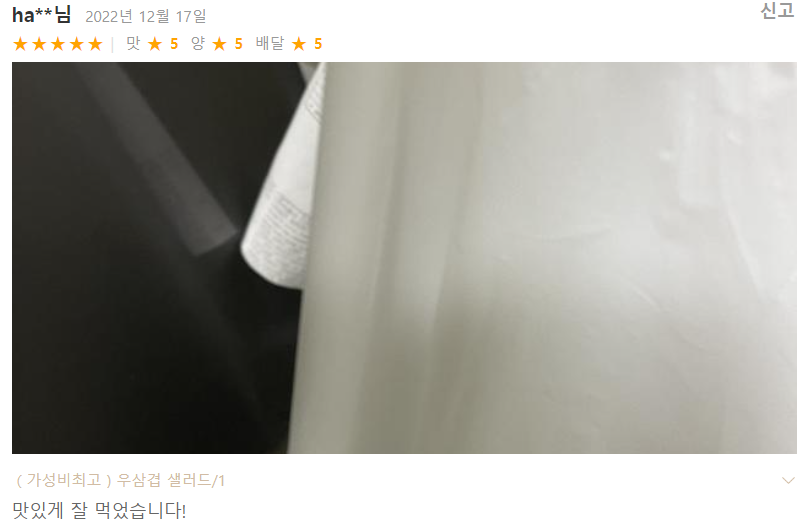 ha**님 2022년 12월 17일 신고
★★★★★ | 맛 ★ 5 양 ★ 5 배달 ★ 5
( 가성비최고 ) 우삼겹 샐러드/1
맛있게 잘 먹었습니다!